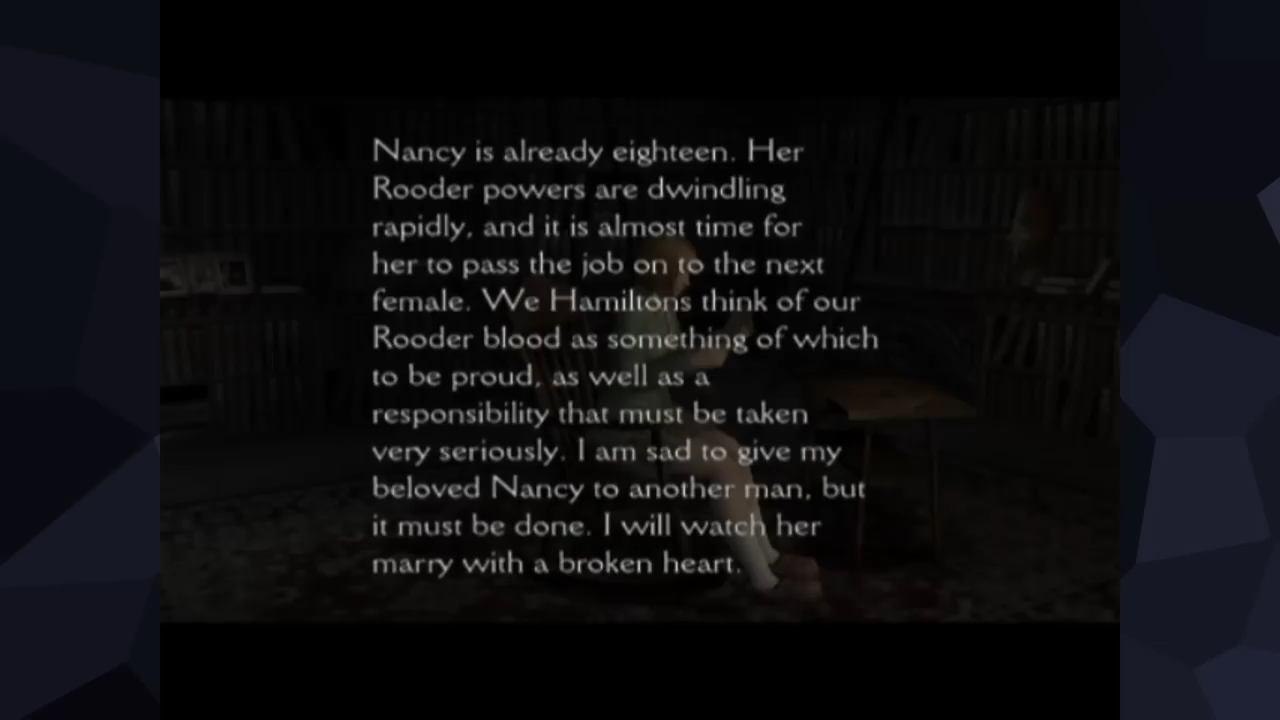 Nancy is already eighteen. Her
Rooder powers are dwindling
rapidly, and it is almost time for
her to pass the job on to the next
female. We Hamiltons think of our
Rooder blood as something of which
to be proud, as well as a
responsibility that must be taken
very seriously. I am sad to give my
beloved Nancy to another man, but
it must be done. I will watch her
marry with a broken heart.